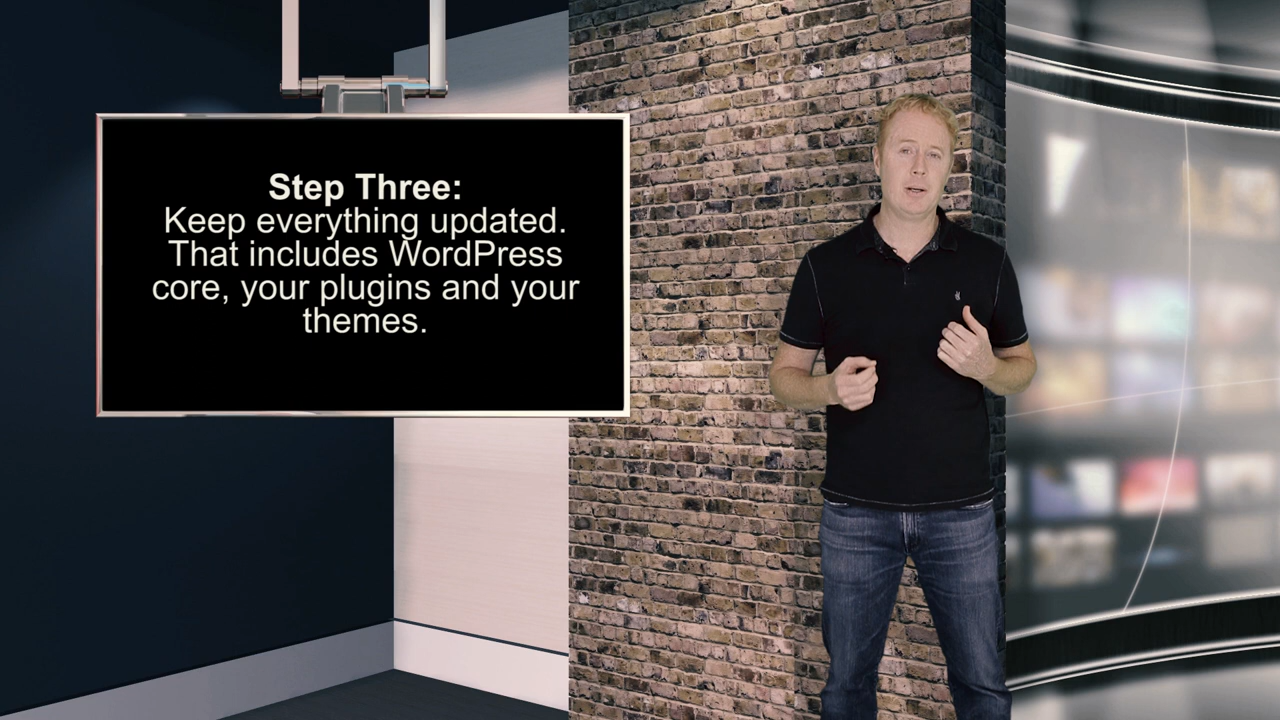 Step Three:
Keep everything updated.
That includes WordPress
core, your plugins and your
themes.